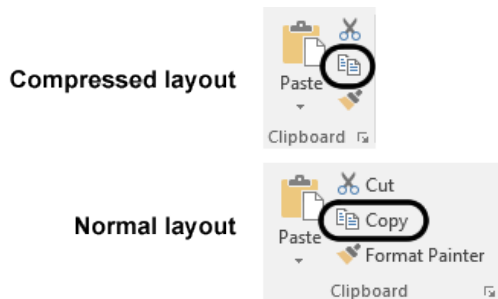 Compressed layout
Paste
Clipboard
Normal layout
Cut
Copy
Paste
Format Painter
Clipboard